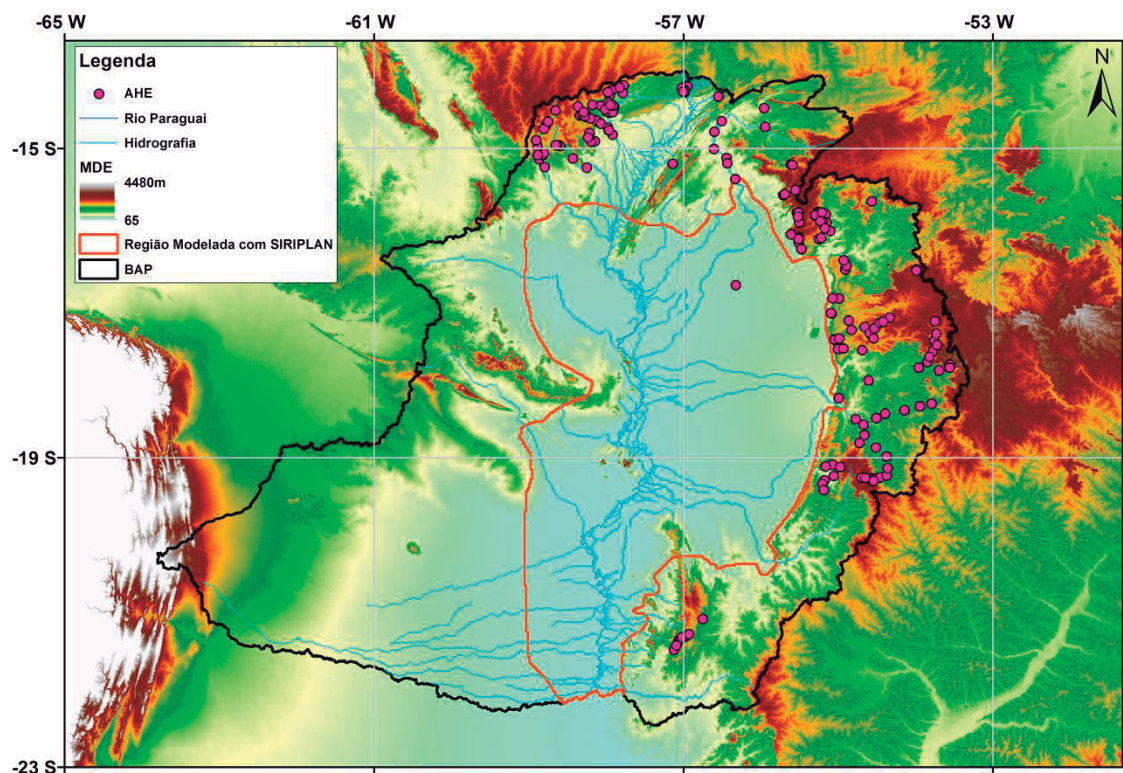 -65 W
-61 W
-57 W
-53 W
Legenda
AHE
Rio Paraguai
Hidrografia
MDE
4480m
65
Região Modelada com SIRIPLAN
BAP
N
-15
-19
-23 S